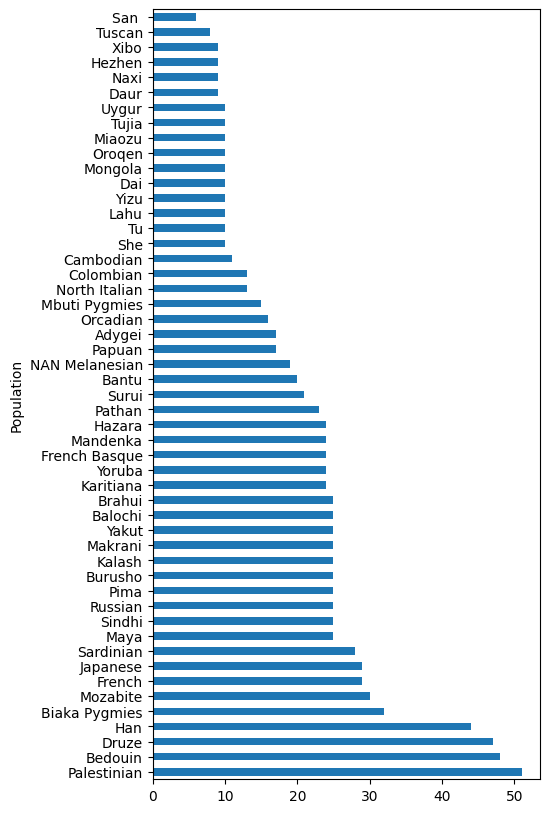 San
Tuscan
Xibo
Hezhen
Naxi
Daur
Uygur
Tujia
Miaozu
Oroqen
Mongola
Dai
Yizu
Lahu
Tu
She
Cambodian
Colombian
North Italian
Mbuti Pygmies
Orcadian
Adygei
Papuan
NAN Melanesian
Bantu
Surui
Pathan
Hazara
Mandenka
French Basque
Yoruba
Karitiana
Brahui
Balochi
Yakut
Makrani
Kalash
Burusho
Pima
Russian
Sindhi
Maya
Sardinian
Japanese
French
Mozabite
Biaka Pygmies
Han
Druze
Bedouin
Palestinian
Population
0 10 20 30 40 50